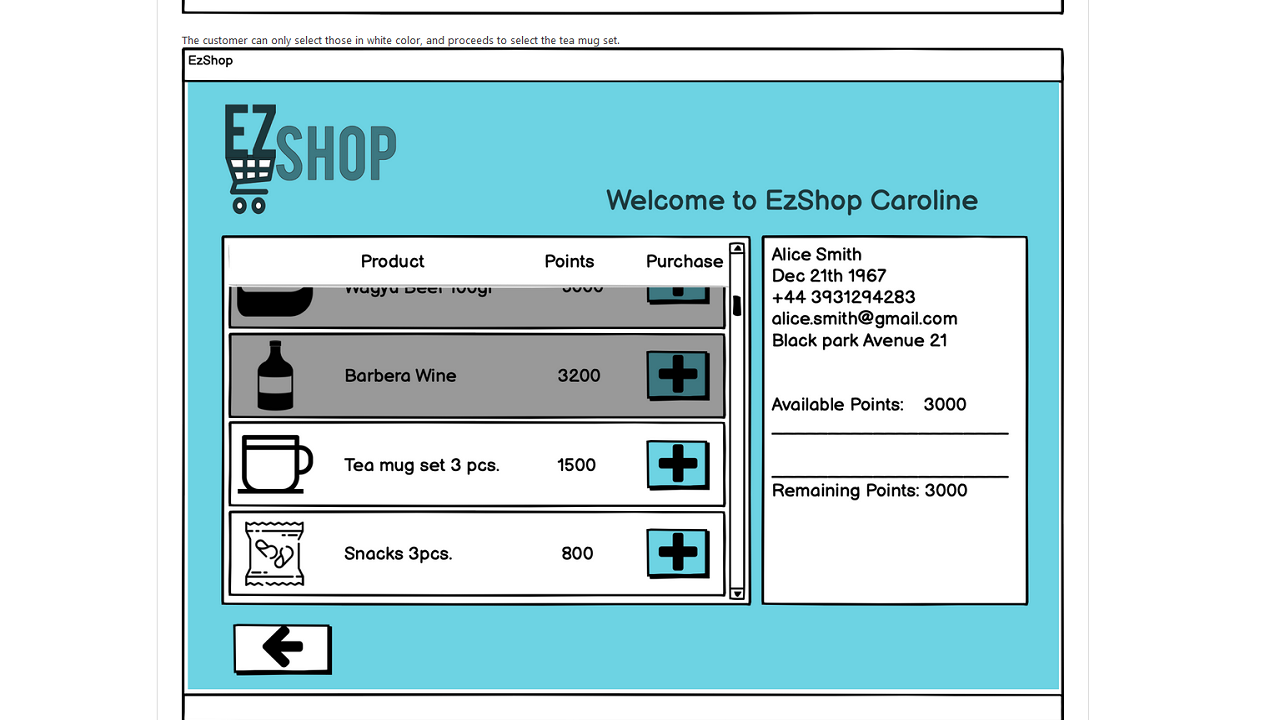 The customer can only select those in white color, and proceeds to select the tea mug set.
EzShop
EZSHOP
Welcome to EzShop Caroline
Product Points Purchase
Wagyu Beef 100gr
Barbera Wine 3200
Tea mug set 3 pcs. 1500
Snacks 3pcs. 800
Alice Smith
Dec 21th 1967
+44 3931294283
alice.smith@gmail.com
Black park Avenue 21
Available Points: 3000
Remaining Points: 3000